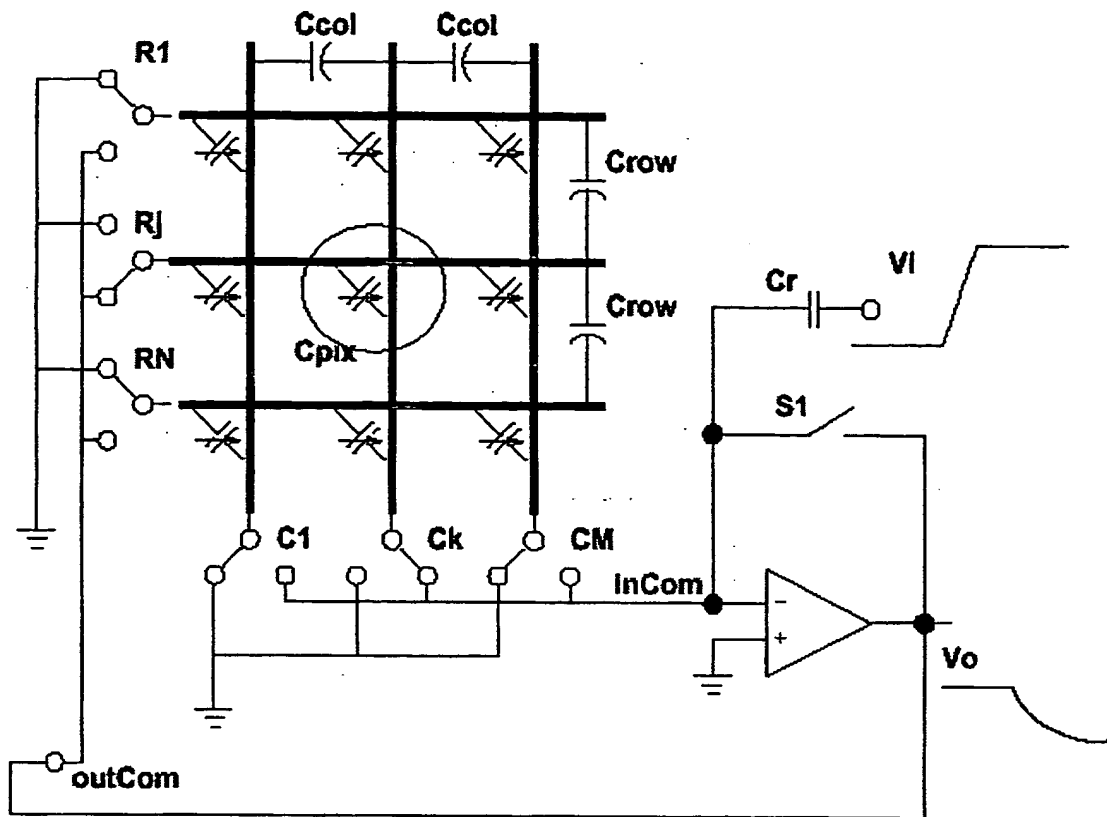 Ccol Ccol
R1
Crow
Rj
Cr VI
Crow
Cpix
RN
S1
C1 Ck CM
InCom
-
+
Vo
outCom